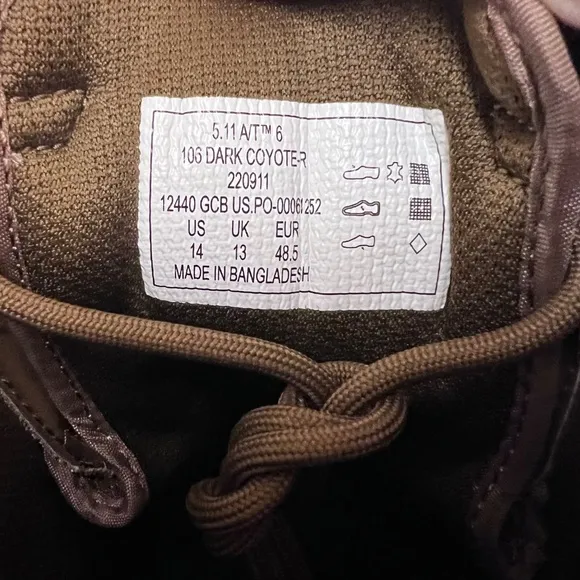 5.11 A/T™ 6
106 DARK COYOTE-R
220911
12440 GCB US.PO-00061252
US UK EUR
14 13 48.5
MADE IN BANGLADESH